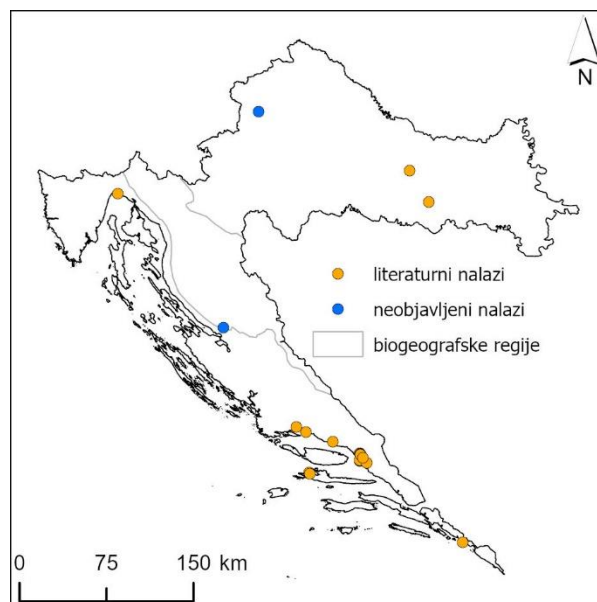 N
literaturni nalazi
neobjavljeni nalazi
biogeografske regije
0 75 150 km